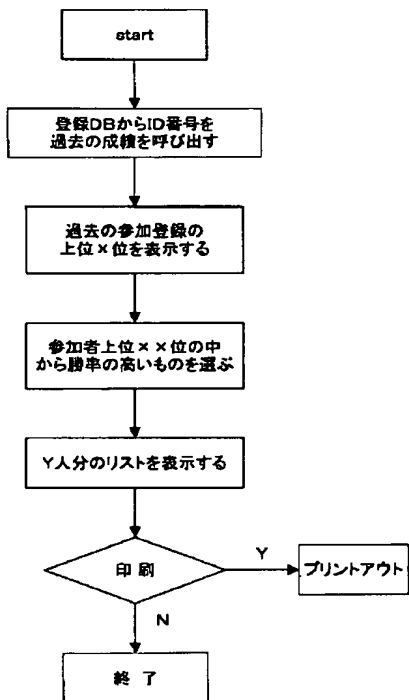 start
登録DBからID番号を
過去の成績を呼び出す
過去の参加登録の
上位×位を表示する
参加者上位××位の中
から勝率の高いものを選ぶ
Y人分のリストを表示する
印刷
Y
プリントアウト
N
終了